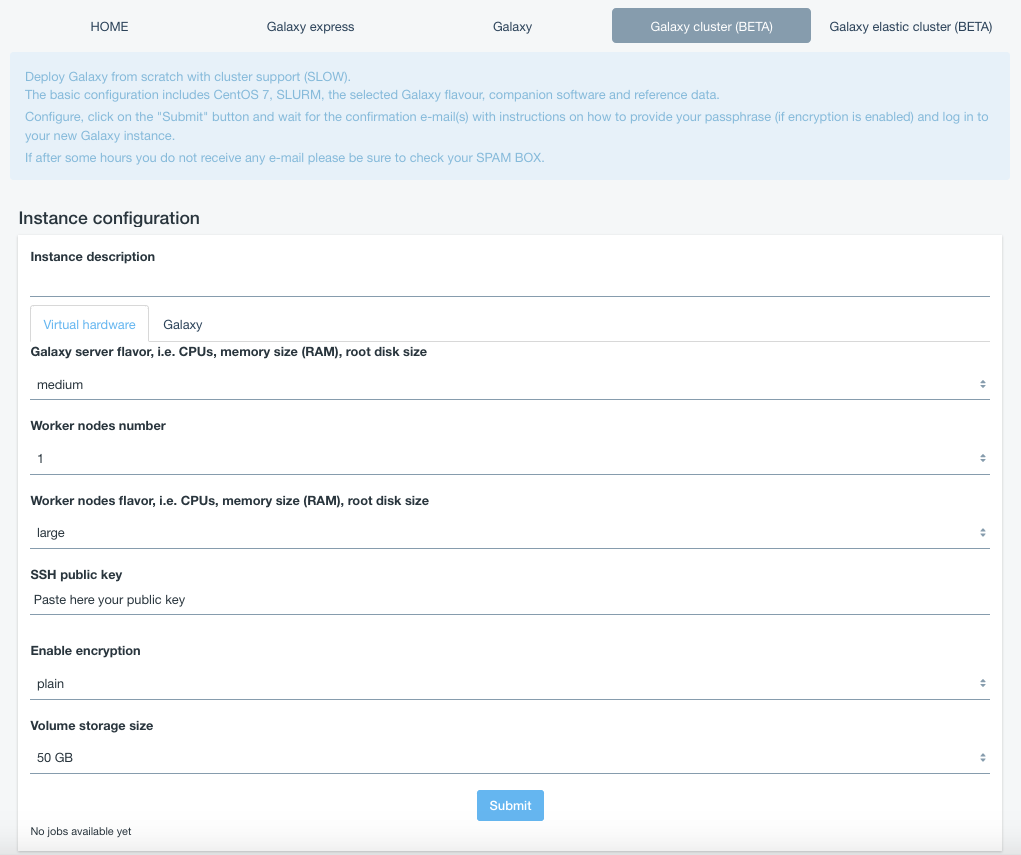 HOME
Galaxy express
Galaxy
Galaxy cluster (BETA)
Galaxy elastic cluster (BETA)
Deploy Galaxy from scratch with cluster support (SLOW).
The basic configuration includes CentOS 7, SLURM, the selected Galaxy flavour, companion software and reference data.
Configure, click on the "Submit" button and wait for the confirmation e-mail(s) with instructions on how to provide your passphrase (if encryption is enabled) and log in to
your new Galaxy instance.
If after some hours you do not receive any e-mail please be sure to check your SPAM BOX.
Instance configuration
Instance description
Virtual hardware
Galaxy
Galaxy server flavor, i.e. CPUs, memory size (RAM), root disk size
medium
Worker nodes number
1
Worker nodes flavor, i.e. CPUs, memory size (RAM), root disk size
large
SSH public key
Paste here your public key
Enable encryption
plain
Volume storage size
50 GB
Submit
No jobs available yet